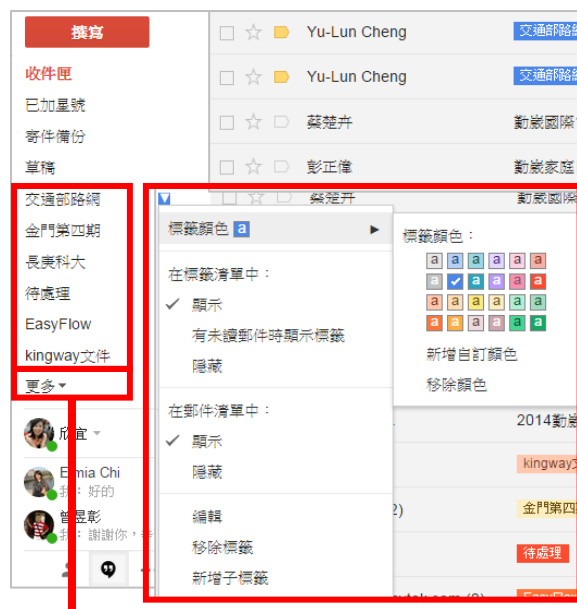 撰寫
收件匣
已加星號
寄件備份
草稿
交通部路網
金門第四期
長庚科大
待處理
EasyFlow
kingway文件
更多
欣宜
Emia Chi
我：好的
曾昱彰
我：謝謝你，
Yu-Lun Cheng 交通部路網
Yu-Lun Cheng 交通部路網
蔡楚卉 勤崴國際
彭正偉 勤崴家庭
蔡楚卉 勤崴國際
標籤顏色 a
在標籤清單中：
顯示
有未讀郵件時顯示標籤
隱藏
在郵件清單中：
顯示
隱藏
編輯
移除標籤
新增子標籤
標籤顏色：
a a a a a a
a a a a a
a a a a a a
a a a a a a
新增自訂顏色
移除顏色
2014勤崴
kingway文
2) 金門第四
待處理
EasyFlow